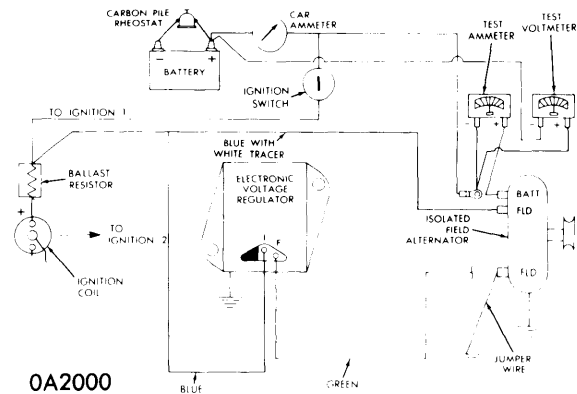 CARBON PILE
RHEOSTAT
CAR
AMMETER
TEST
AMMETER
TEST
VOLTMETER
- +
BATTERY
IGNITION
SWITCH
- +
- +
TO IGNITION 1
BLUE WITH
WHITE TRACER
BALLAST
RESISTOR
ELECTRONIC
VOLTAGE
REGULATOR
BATT
FLD
ISOLATED
FIELD
ALTERNATOR
+
TO
IGNITION 2
I F
IGNITION
COIL
FLD
JUMPER
WIRE
0A2000
BLUE
GREEN